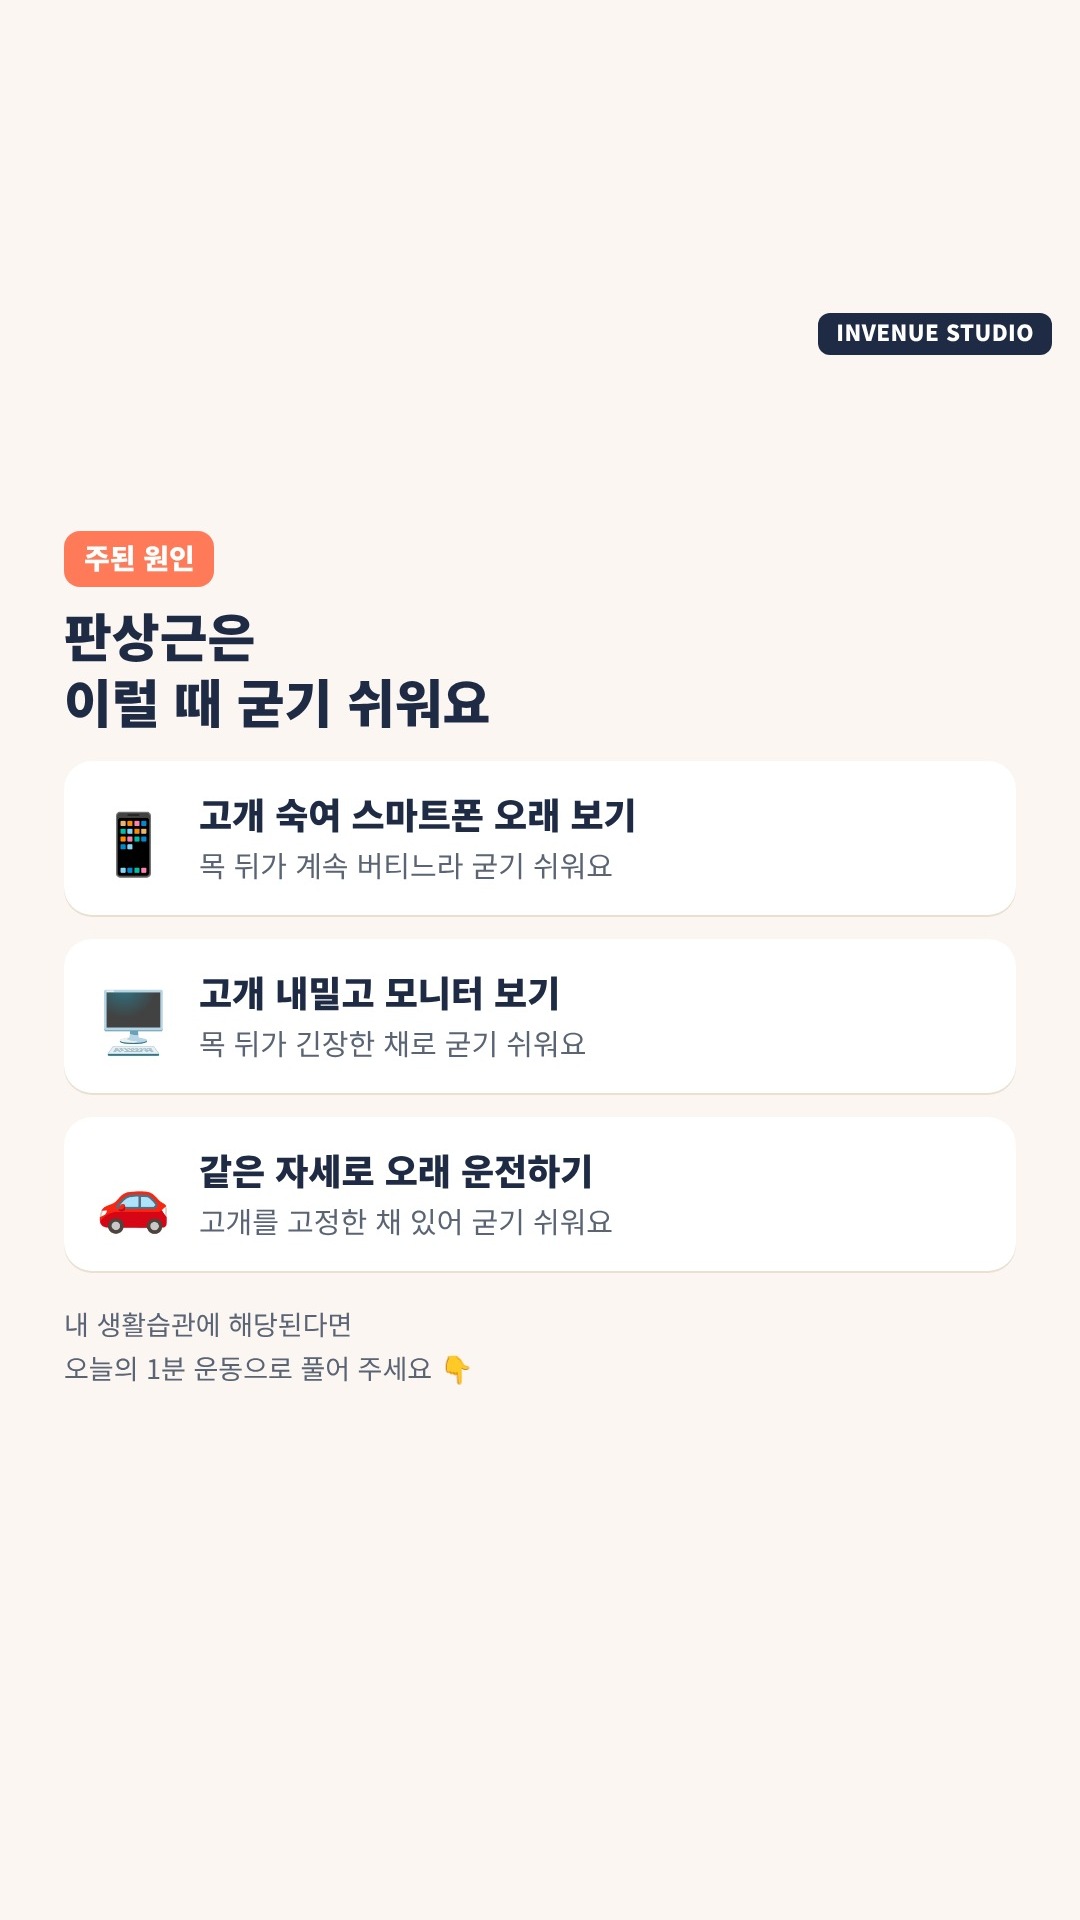 INVENUE STUDIO
주된 원인
판상근은
이럴 때 굳기 쉬워요
고개 숙여 스마트폰 오래 보기
목 뒤가 계속 버티느라 굳기 쉬워요
고개 내밀고 모니터 보기
목 뒤가 긴장한 채로 굳기 쉬워요
같은 자세로 오래 운전하기
고개를 고정한 채 있어 굳기 쉬워요
내 생활습관에 해당된다면
오늘의 1분 운동으로 풀어 주세요 👇